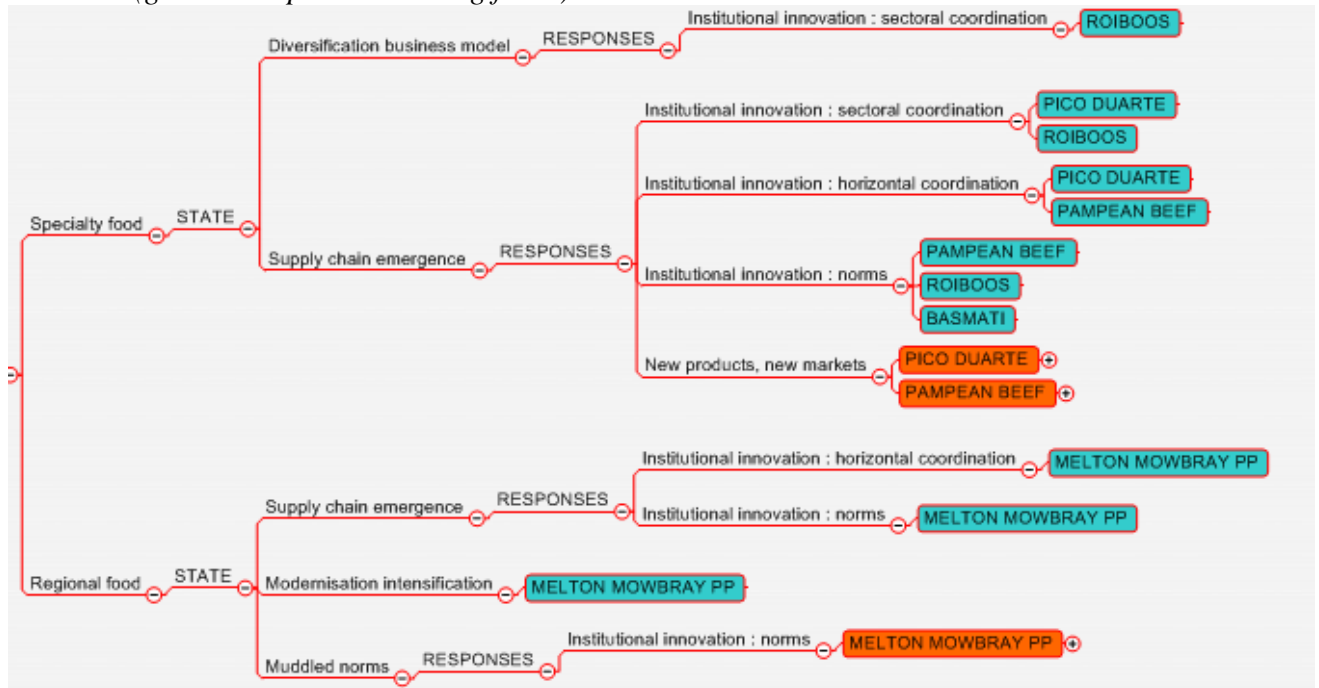 Institutional innovation : sectoral coordination
ROIBOOS
Diversification business model
RESPONSES
Institutional innovation : sectoral coordination
PICO DUARTE
ROIBOOS
Institutional innovation : horizontal coordination
PICO DUARTE
PAMPEAN BEEF
Specialty food
STATE
Supply chain emergence
RESPONSES
Institutional innovation : norms
PAMPEAN BEEF
ROIBOOS
BASMATI
New products, new markets
PICO DUARTE
PAMPEAN BEEF
Institutional innovation : horizontal coordination
MELTON MOWBRAY PP
Supply chain emergence
RESPONSES
Institutional innovation : norms
MELTON MOWBRAY PP
Regional food
STATE
Modernisation intensification
MELTON MOWBRAY PP
Institutional innovation : norms
MELTON MOWBRAY PP
Muddled norms
RESPONSES